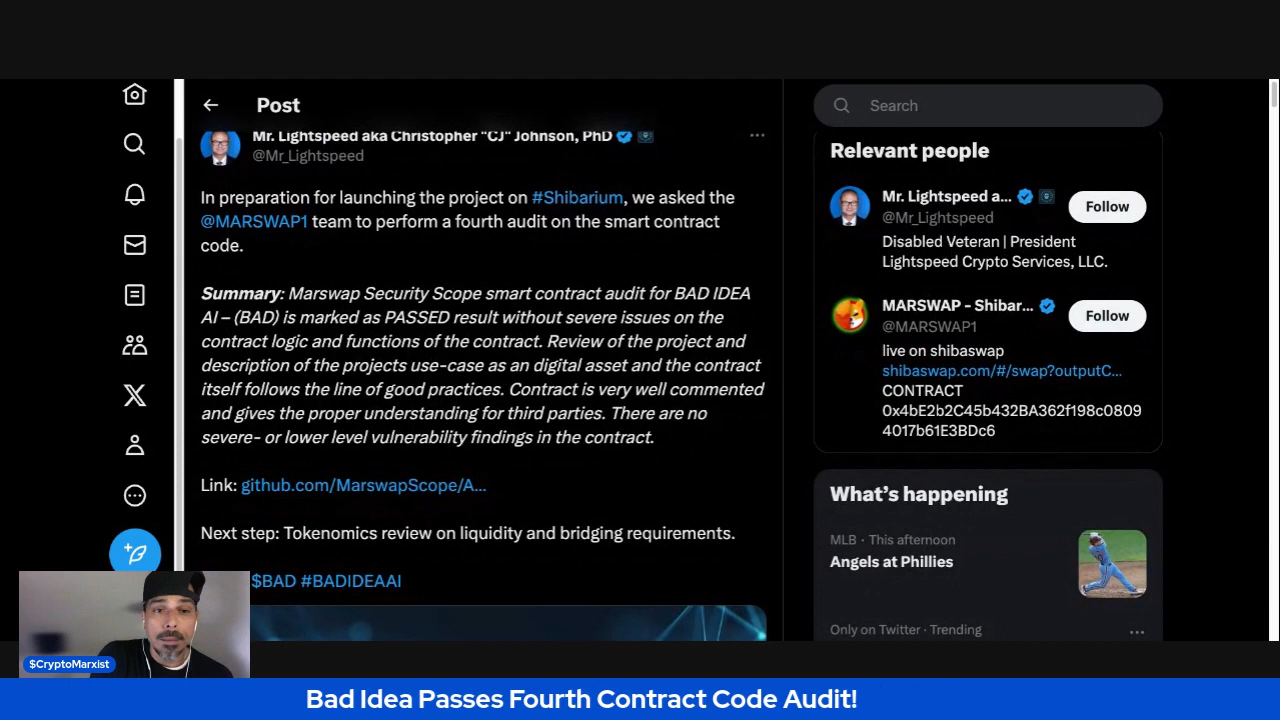 Post
Mr. Lightspeed aka Christopher "CJ" Johnson, PhD
@Mr_Lightspeed
In preparation for launching the project on #Shibarium, we asked the
@MARSWAP1 team to perform a fourth audit on the smart contract
code.
Summary: Marswap Security Scope smart contract audit for BAD IDEA
AI – (BAD) is marked as PASSED result without severe issues on the
contract logic and functions of the contract. Review of the project and
description of the projects use-case as an digital asset and the contract
itself follows the line of good practices. Contract is very well commented
and gives the proper understanding for third parties. There are no
severe- or lower level vulnerability findings in the contract.
Link: github.com/MarswapScope/A...
Next step: Tokenomics review on liquidity and bridging requirements.
$BAD #BADIDEAAI
Search
Relevant people
Mr. Lightspeed a...
@Mr_Lightspeed
Follow
Disabled Veteran | President
Lightspeed Crypto Services, LLC.
MARSWAP - Shibar...
@MARSWAP1
Follow
live on shibaswap
shibaswap.com/#/swap?outputC...
CONTRACT
0x4bE2b2C45b432BA362f198c0809
4017b61E3BDc6
What's happening
MLB · This afternoon
Angels at Phillies
Only on Twitter · Trending
$CryptoMarxist
Bad Idea Passes Fourth Contract Code Audit!